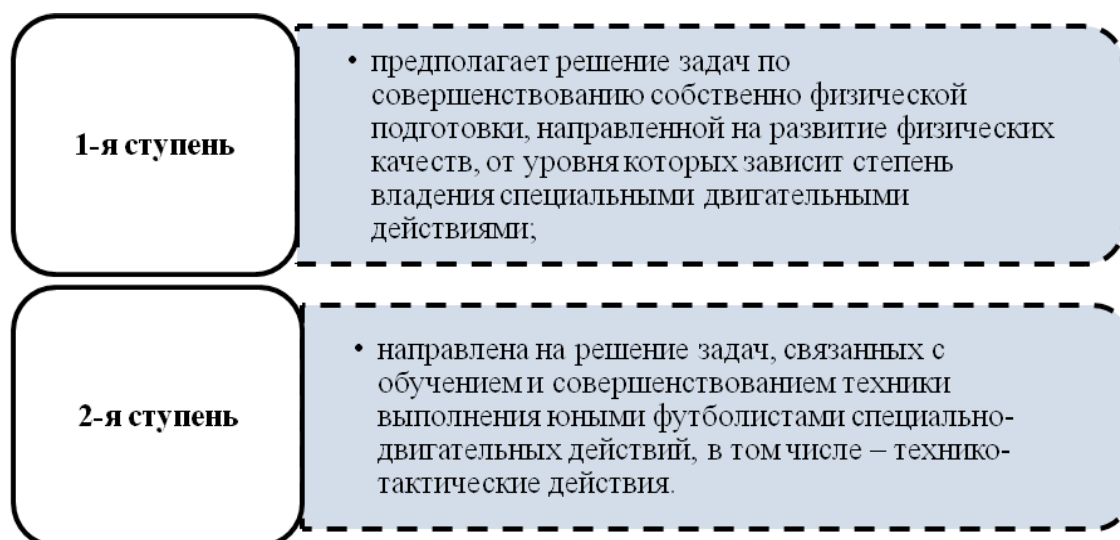 1-я ступень
• предполагает решение задач по
совершенствованию собственно физической
подготовки, направленной на развитие физических
качеств, от уровня которых зависит степень
владения специальными двигательными
действиями;
2-я ступень
• направлена на решение задач, связанных с
обучением и совершенствованием техники
выполнения юными футболистами специально-
двигательных действий, в том числе – технико-
тактические действия.